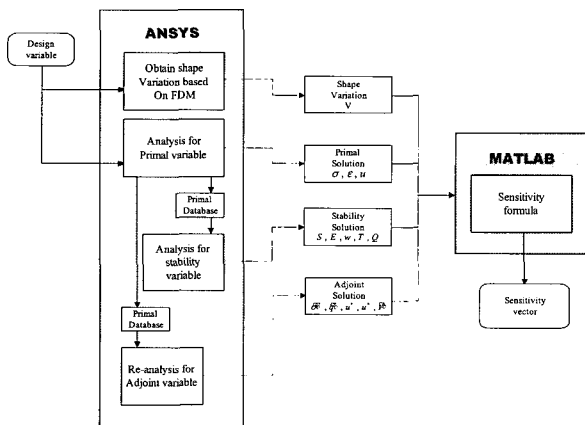 Design
variable
ANSYS
Obtain shape
Variation based
On FDM
Analysis for
Primal variable
Primal
Database
Analysis for
stability
variable
Primal
Database
Re-analysis for
Adjoint variable
Shape
Variation
V
Primal
Solution
σ, ε, u
Stability
Solution
S, E, w, T, Q
Adjoint
Solution
MATLAB
Sensitivity
formula
Sensitivity
vector